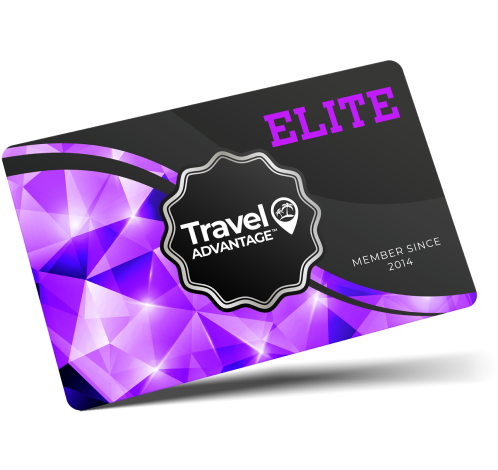 ELITE
Travel
ADVANTAGE™
MEMBER SINCE
2014